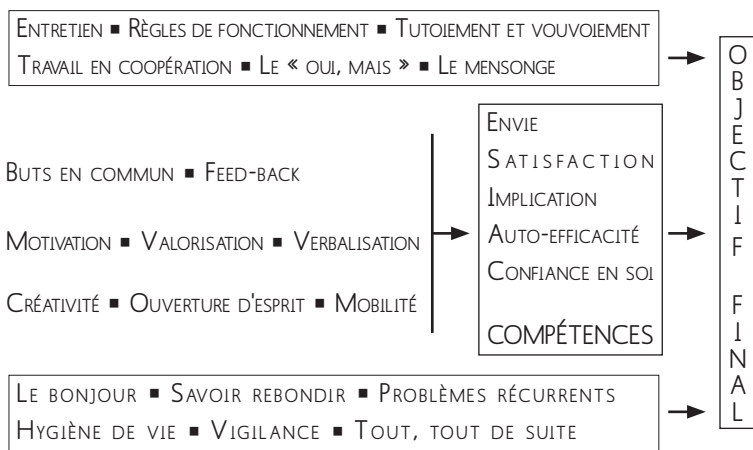 Entretien ▪ Règles de fonctionnement ▪ Tutoiement et vouvoiement
Travail en coopération ▪ Le « oui, mais » ▪ Le mensonge
Buts en commun ▪ Feed-back
Motivation ▪ Valorisation ▪ Verbalisation
Créativité ▪ Ouverture d'esprit ▪ Mobilité
Envie
Satisfaction
Implication
Auto-efficacité
Confiance en soi
COMPÉTENCES
Le bonjour ▪ Savoir rebondir ▪ Problèmes récurrents
Hygiène de vie ▪ Vigilance ▪ Tout, tout de suite
OBJECTIF FINAL